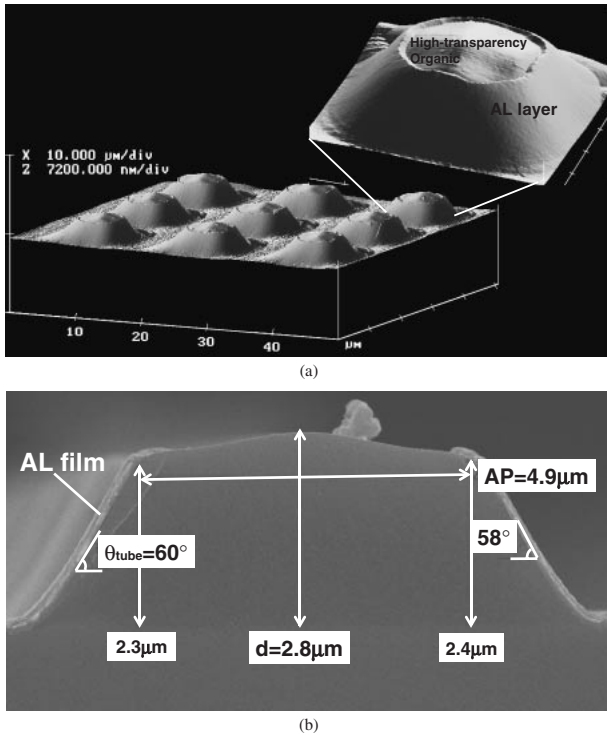 High-transparency
Organic
AL layer
X 10.000 µm/div
Z 7200.000 nm/div
10
20
30
40
µm
(a)
AL film
AP=4.9µm
θtube=60°
58°
2.3µm
d=2.8µm
2.4µm
(b)